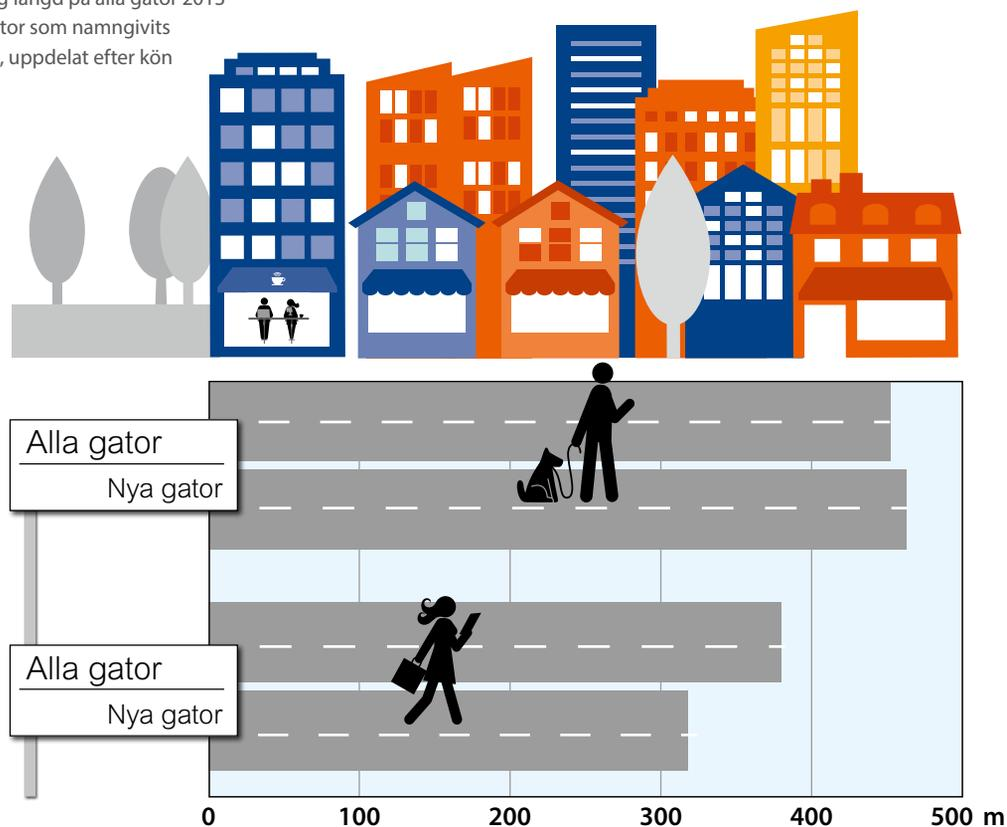 längd på alla gator 2015
tor som namngivits
, uppdelat efter kön
Alla gator
Nya gator
Alla gator
Nya gator
0 100 200 300 400 500 m